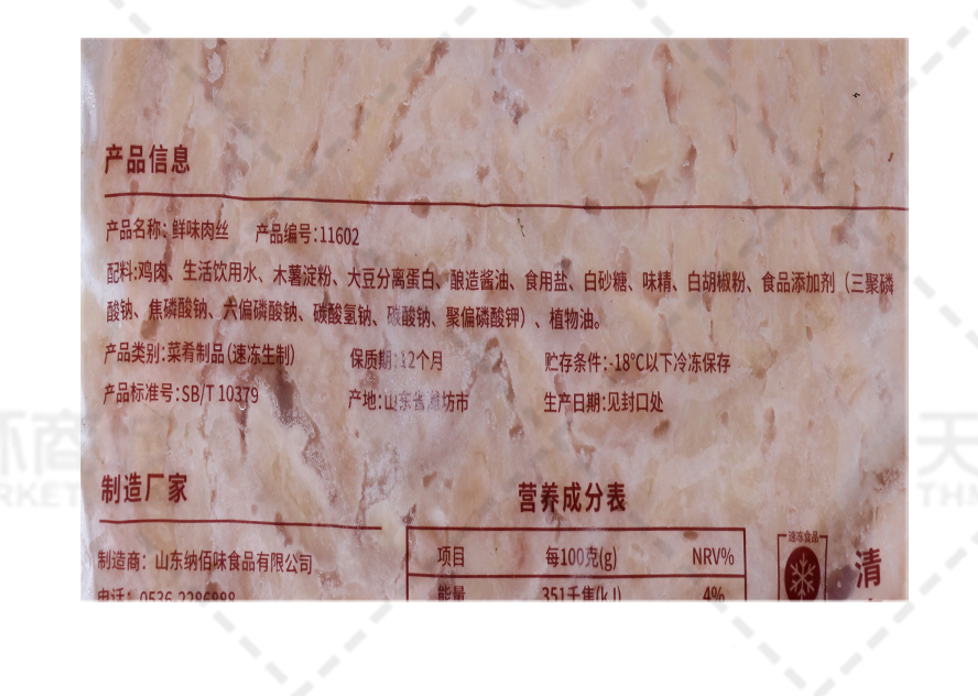 产品信息
产品名称：鲜味肉丝 产品编号：11602
配料：鸡肉、生活饮用水、木薯淀粉、大豆分离蛋白、酿造酱油、食用盐、白砂糖、味精、白胡椒粉、食品添加剂（三聚磷
酸钠、焦磷酸钠、六偏磷酸钠、碳酸氢钠、碳酸钠、聚偏磷酸钾）、植物油。
产品类别：菜肴制品（速冻生制） 保质期：12个月 贮存条件：-18℃以下冷冻保存
产品标准号：SB/T 10379 产地：山东省潍坊市 生产日期：见封口处
制造厂家 营养成分表
速冻食品
制造商：山东纳佰味食品有限公司 项目 每100克(g) NRV% 清
电话：0536-2286888 能量 351千焦(kJ) 4%